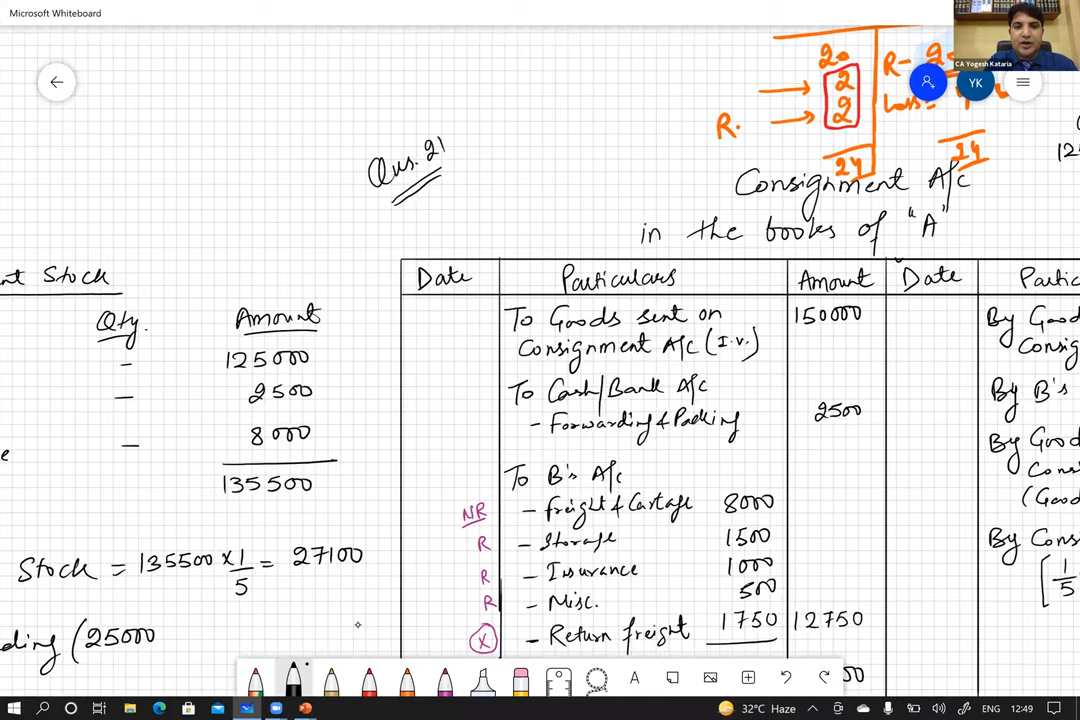 Microsoft Whiteboard
CA Yogesh Kataria
YK
20
2
2
R.
24
R-
24
Qus. 21
Consignment A/c
in the books of "A"
nt Stock
Qty. Amount
- 125000
- 2500
- 8000
135500
Stock = 135500 x 1/5 = 27100
ding (25000
Date Particulars Amount Date
To Goods sent on 150000 By Good
Consignment A/c (I.v.) Consig
To Cash/Bank A/c By B's
- Forwarding & Packing 2500
By Good
To B's A/c Cons
NR - Freight & Cartage 8000 (Good
R - Storage 1500 By Cons
R - Insurance 1000 [1/5
R - Misc. 500
X - Return freight 1750 12750
32°C Haze ENG 12:49